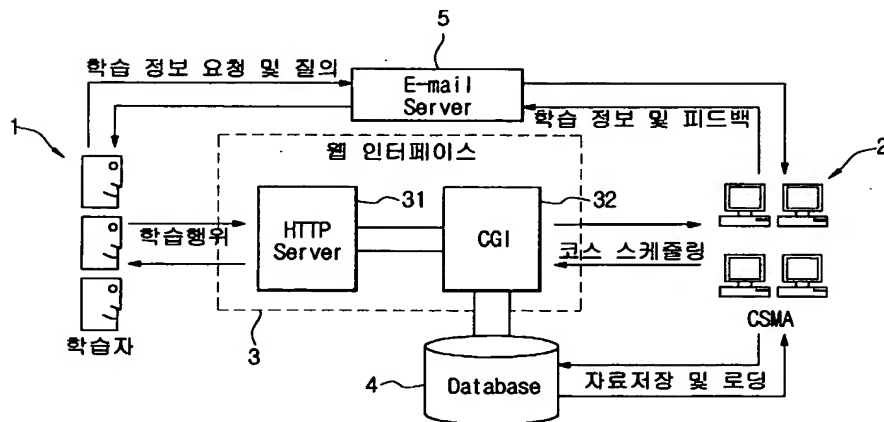 5
학습 정보 요청 및 질의
E-mail
Server
학습 정보 및 피드백
1
2
웹 인터페이스
31
32
HTTP
Server
CGI
학습행위
코스 스케쥴링
학습자
3
CSMA
4
Database
자료저장 및 로딩